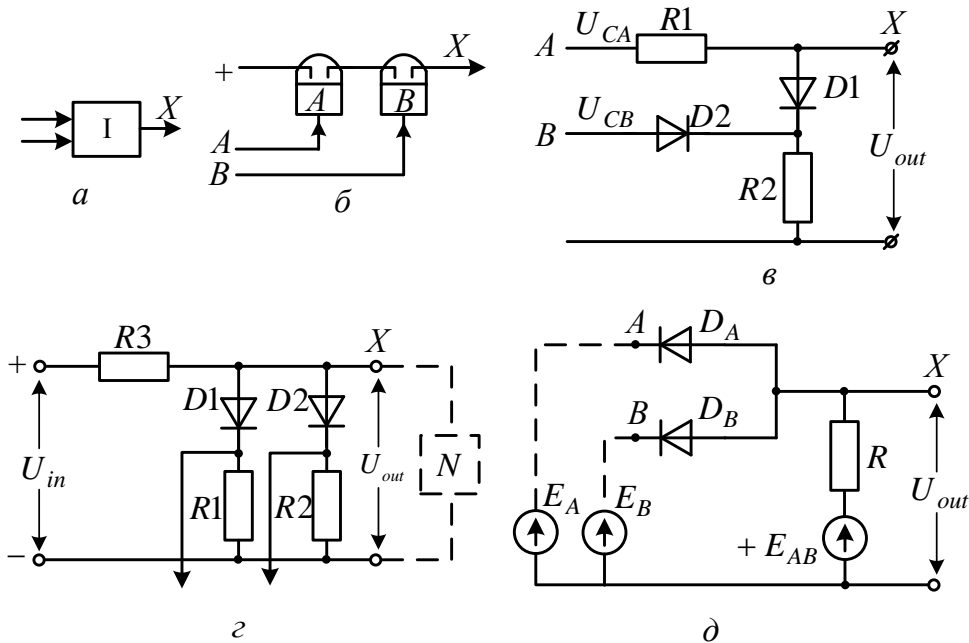 I
X
а
+
A
B
X
A
B
б
A
U_CA
R1
X
D1
B
U_CB
D2
R2
U_out
в
+
R3
X
D1
D2
U_in
R1
R2
U_out
N
−
г
A
D_A
X
B
D_B
R
E_A
E_B
+ E_AB
U_out
д